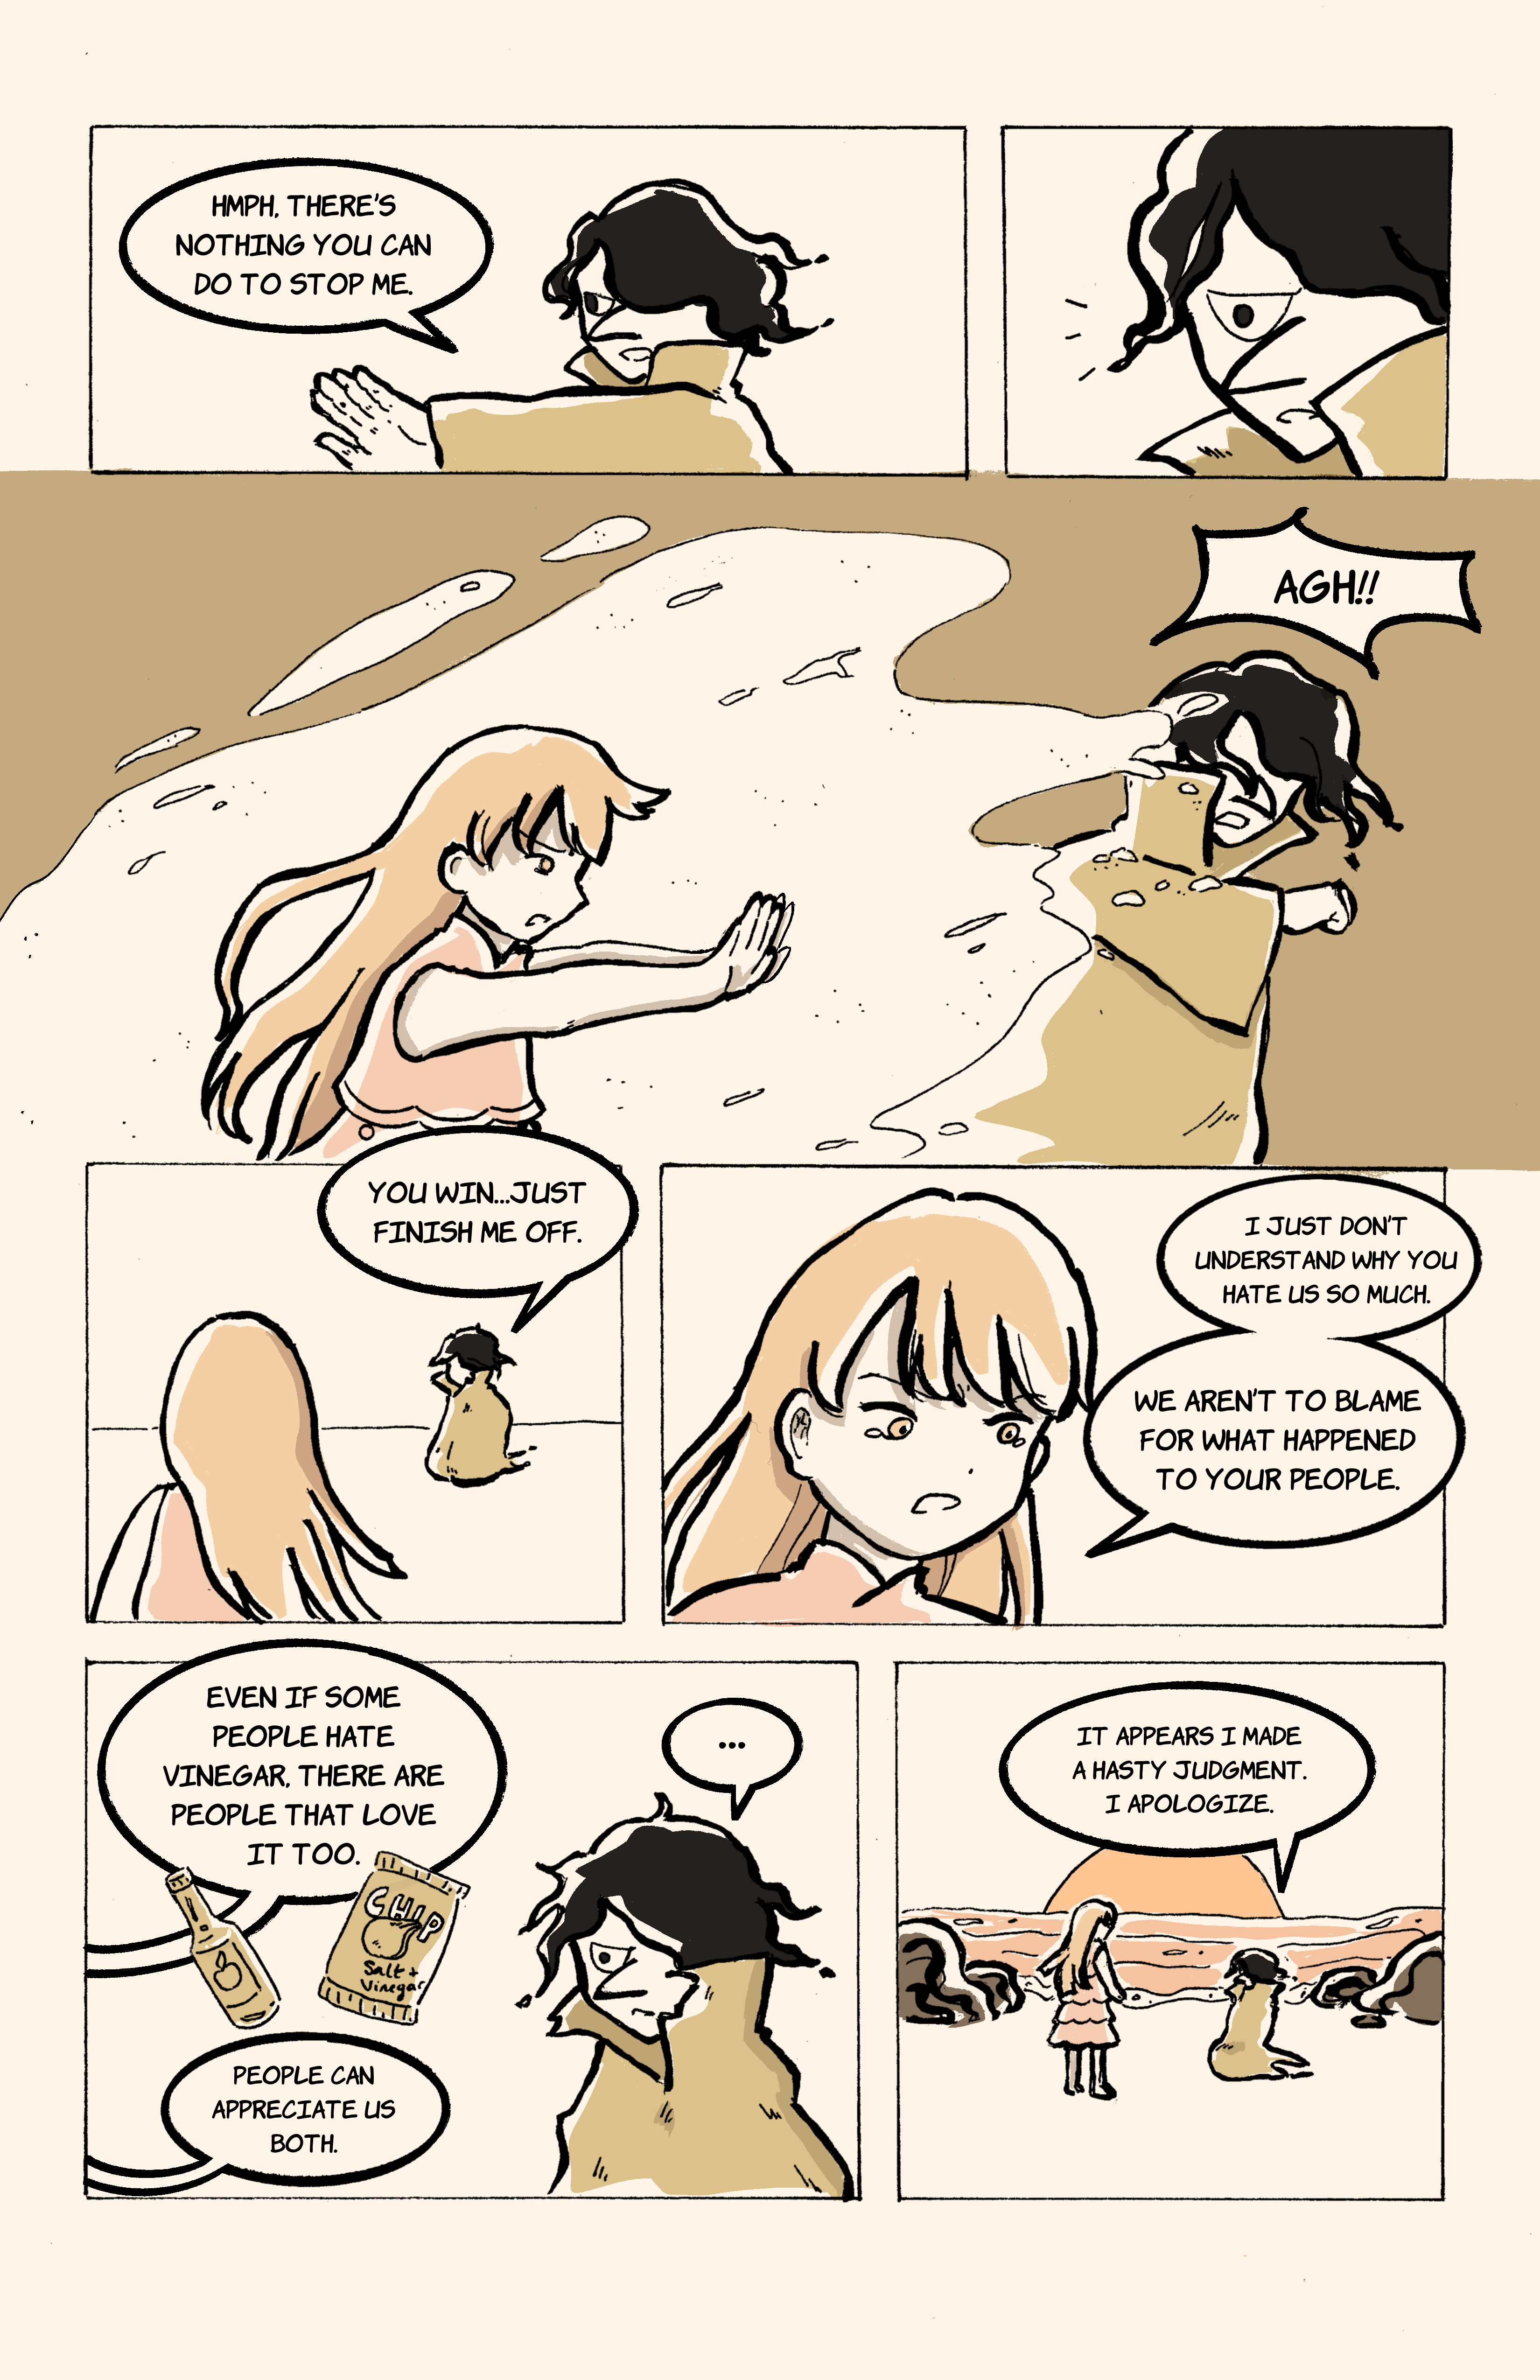 HMPH, THERE'S
NOTHING YOU CAN
DO TO STOP ME.
AGH!!
YOU WIN...JUST
FINISH ME OFF.
I JUST DON'T
UNDERSTAND WHY YOU
HATE US SO MUCH.
WE AREN'T TO BLAME
FOR WHAT HAPPENED
TO YOUR PEOPLE.
EVEN IF SOME
PEOPLE HATE
VINEGAR, THERE ARE
PEOPLE THAT LOVE
IT TOO.
CHIP
Salt +
Vinegar
PEOPLE CAN
APPRECIATE US
BOTH.
...
IT APPEARS I MADE
A HASTY JUDGMENT.
I APOLOGIZE.